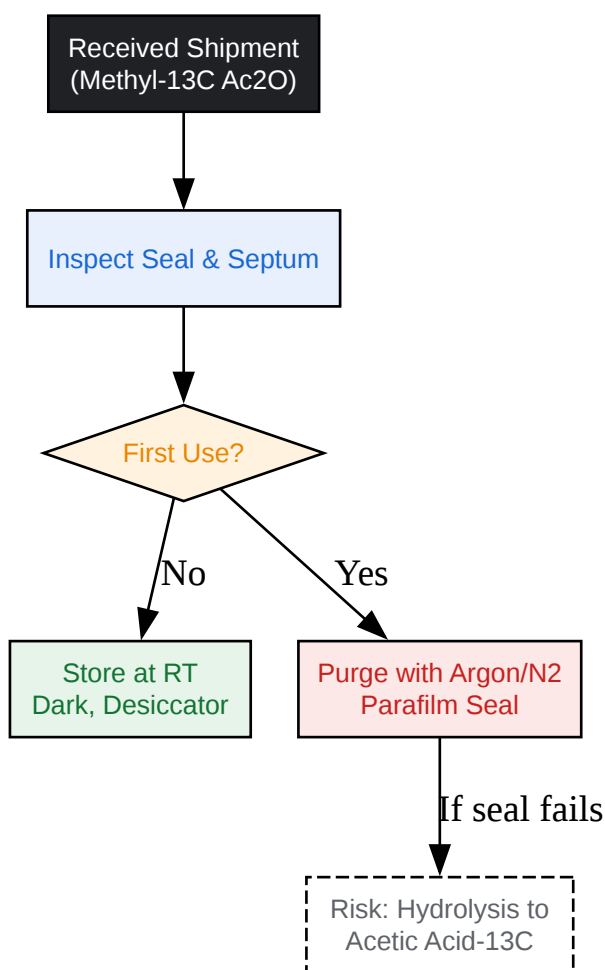 Received Shipment
(Methyl-13C Ac2O)
Inspect Seal & Septum
First Use?
No
Yes
Store at RT
Dark, Desiccator
Purge with Argon/N2
Parafilm Seal
If seal fails
Risk: Hydrolysis to
Acetic Acid-13C